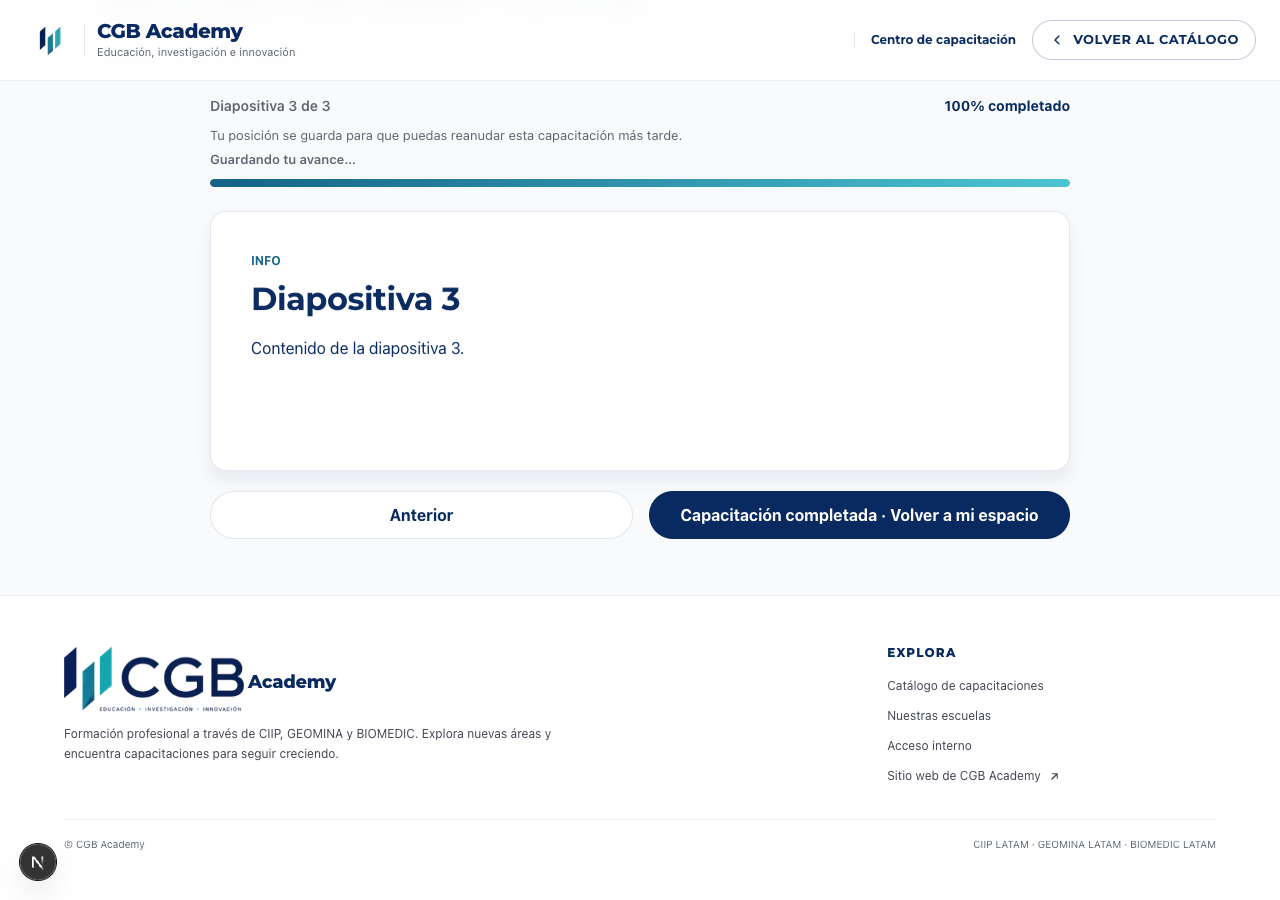 CGB Academy
Educación, investigación e innovación
Centro de capacitación
VOLVER AL CATÁLOGO
Diapositiva 3 de 3
100% completado
Tu posición se guarda para que puedas reanudar esta capacitación más tarde.
Guardando tu avance...
INFO
Diapositiva 3
Contenido de la diapositiva 3.
Anterior
Capacitación completada · Volver a mi espacio
CGB Academy
EDUCACIÓN · INVESTIGACIÓN · INNOVACIÓN
Formación profesional a través de CIIP, GEOMINA y BIOMEDIC. Explora nuevas áreas y
encuentra capacitaciones para seguir creciendo.
EXPLORA
Catálogo de capacitaciones
Nuestras escuelas
Acceso interno
Sitio web de CGB Academy
© CGB Academy
CIIP LATAM · GEOMINA LATAM · BIOMEDIC LATAM
N